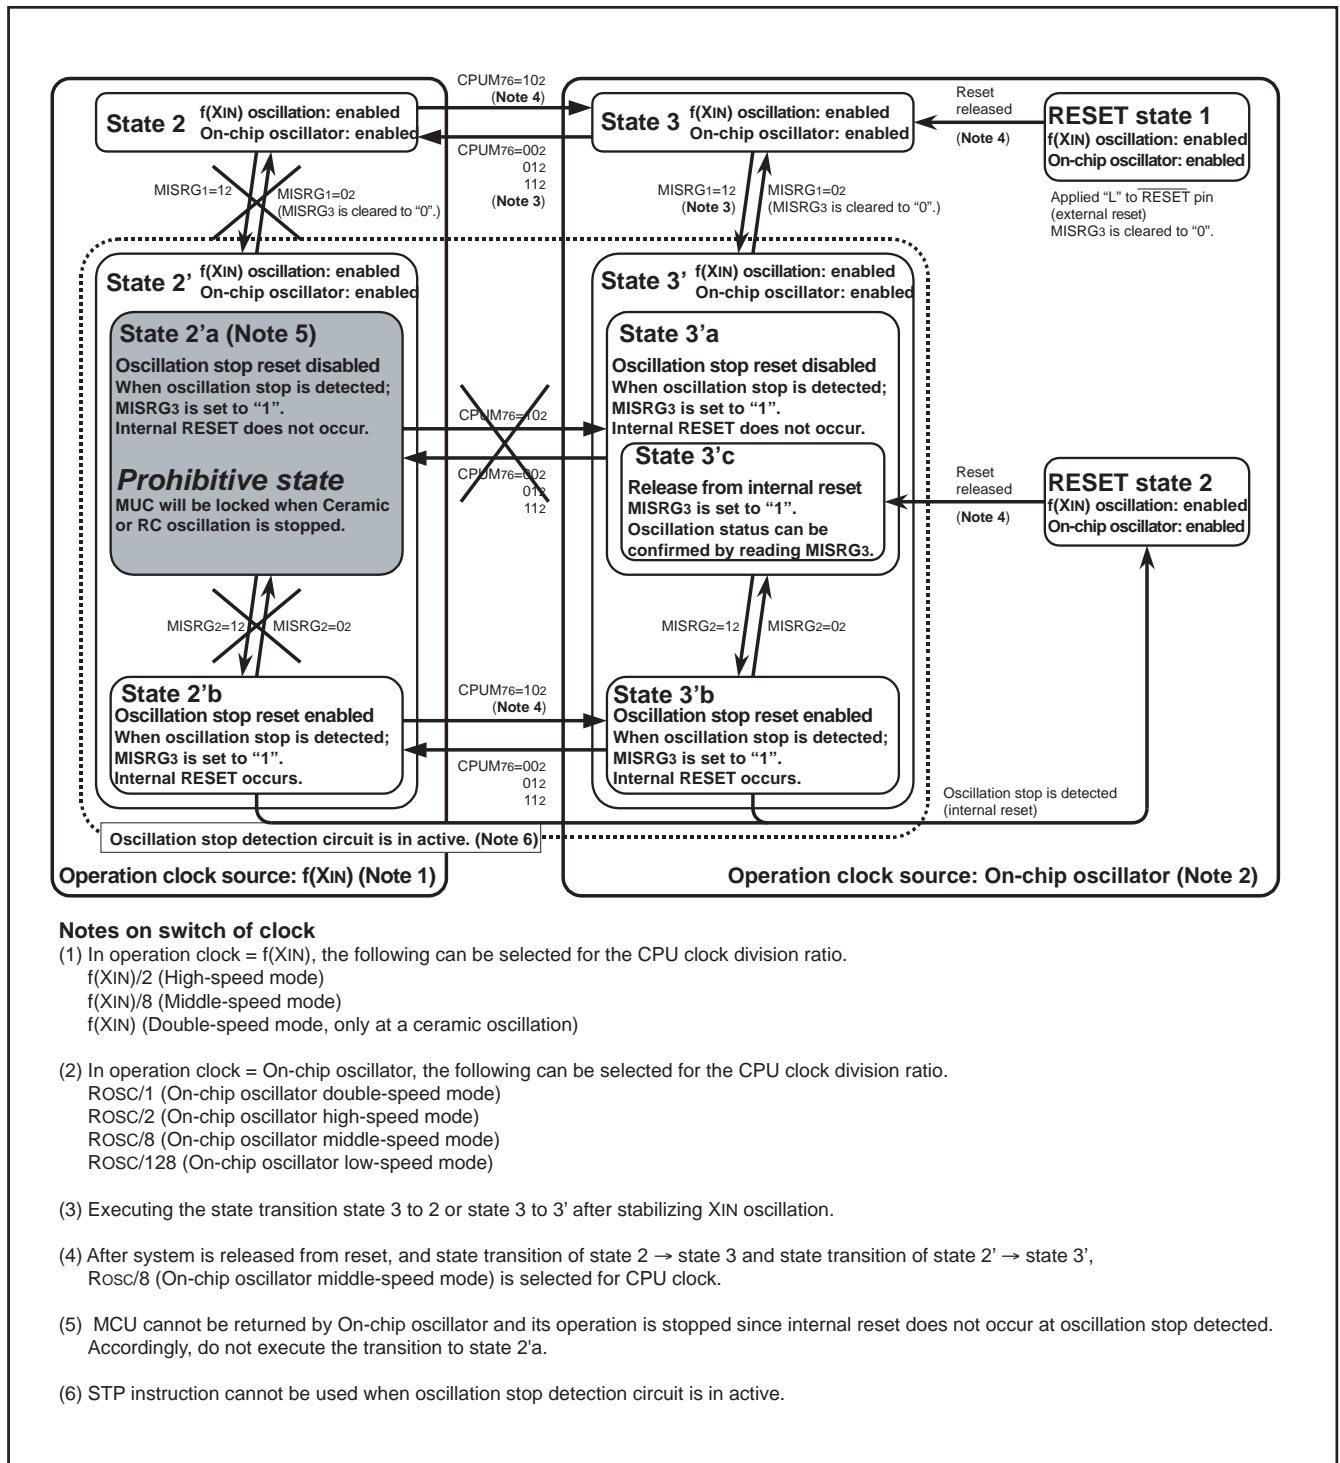 CPUM76=102
(Note 4)
State 2
f(XIN) oscillation: enabled
On-chip oscillator: enabled
State 3
f(XIN) oscillation: enabled
On-chip oscillator: enabled
Reset
released
(Note 4)
RESET state 1
f(XIN) oscillation: enabled
On-chip oscillator: enabled
CPUM76=002
012
112
(Note 3)
MISRG1=12
MISRG1=02
(MISRG3 is cleared to “0”.)
MISRG1=12
(Note 3)
MISRG1=02
(MISRG3 is cleared to “0”.)
Applied “L” to RESET pin
(external reset)
MISRG3 is cleared to “0”.
State 2'
f(XIN) oscillation: enabled
On-chip oscillator: enabled
State 3’
f(XIN) oscillation: enabled
On-chip oscillator: enabled
State 2’a (Note 5)
Oscillation stop reset disabled
When oscillation stop is detected;
MISRG3 is set to “1”.
Internal RESET does not occur.
Prohibitive state
MUC will be locked when Ceramic
or RC oscillation is stopped.
CPUM76=102
CPUM76=002
012
112
State 3’a
Oscillation stop reset disabled
When oscillation stop is detected;
MISRG3 is set to “1”.
Internal RESET does not occur.
State 3’c
Release from internal reset
MISRG3 is set to “1”.
Oscillation status can be
confirmed by reading MISRG3.
Reset
released
(Note 4)
RESET state 2
f(XIN) oscillation: enabled
On-chip oscillator: enabled
MISRG2=12
MISRG2=02
MISRG2=12
MISRG2=02
State 2’b
Oscillation stop reset enabled
When oscillation stop is detected;
MISRG3 is set to “1”.
Internal RESET occurs.
CPUM76=102
(Note 4)
CPUM76=002
012
112
State 3’b
Oscillation stop reset enabled
When oscillation stop is detected;
MISRG3 is set to “1”.
Internal RESET occurs.
Oscillation stop is detected
(internal reset)
Oscillation stop detection circuit is in active. (Note 6)
Operation clock source: f(XIN) (Note 1)
Operation clock source: On-chip oscillator (Note 2)
Notes on switch of clock
(1) In operation clock = f(XIN), the following can be selected for the CPU clock division ratio.
f(XIN)/2 (High-speed mode)
f(XIN)/8 (Middle-speed mode)
f(XIN) (Double-speed mode, only at a ceramic oscillation)
(2) In operation clock = On-chip oscillator, the following can be selected for the CPU clock division ratio.
ROSC/1 (On-chip oscillator double-speed mode)
ROSC/2 (On-chip oscillator high-speed mode)
ROSC/8 (On-chip oscillator middle-speed mode)
ROSC/128 (On-chip oscillator low-speed mode)
(3) Executing the state transition state 3 to 2 or state 3 to 3’ after stabilizing XIN oscillation.
(4) After system is released from reset, and state transition of state 2 → state 3 and state transition of state 2’ → state 3’,
ROSC/8 (On-chip oscillator middle-speed mode) is selected for CPU clock.
(5) MCU cannot be returned by On-chip oscillator and its operation is stopped since internal reset does not occur at oscillation stop detected.
Accordingly, do not execute the transition to state 2'a.
(6) STP instruction cannot be used when oscillation stop detection circuit is in active.